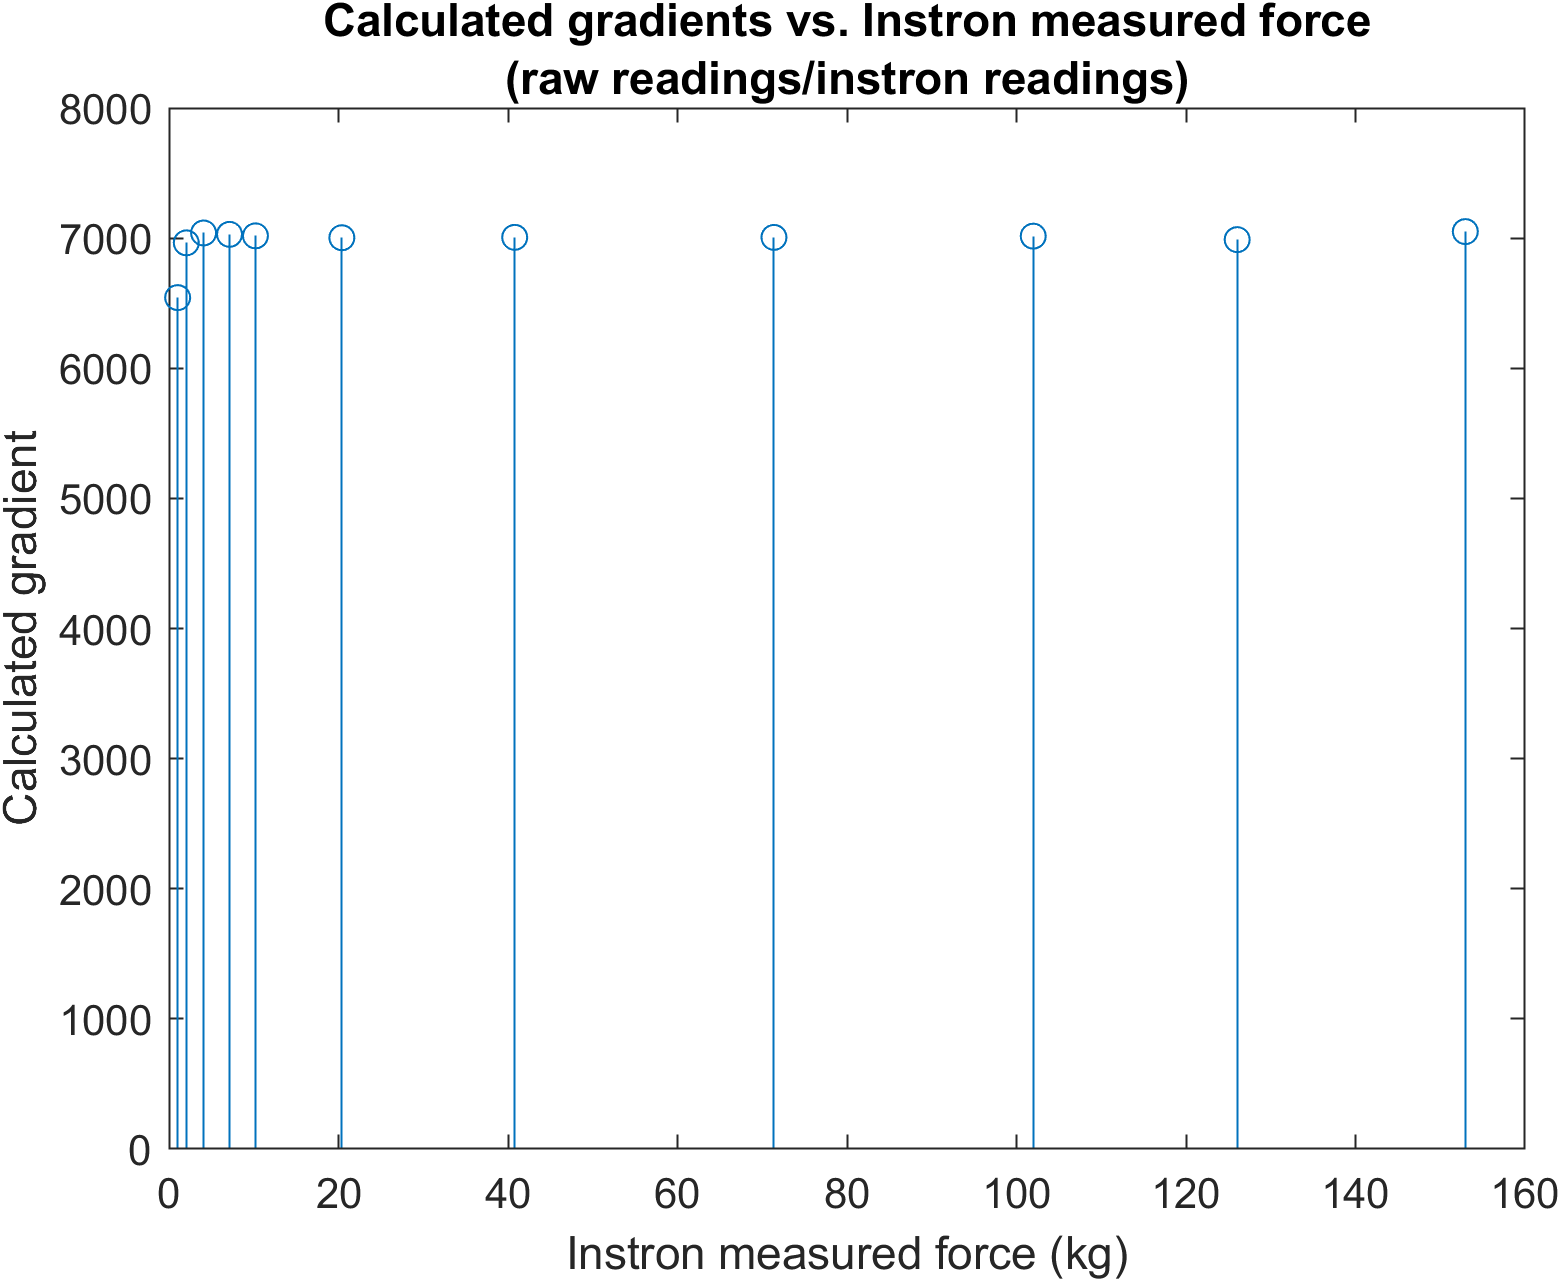 Calculated gradients vs. Instron measured force
(raw readings/instron readings)
8000
7000
6000
5000
4000
3000
2000
1000
0
Calculated gradient
0 20 40 60 80 100 120 140 160
Instron measured force (kg)